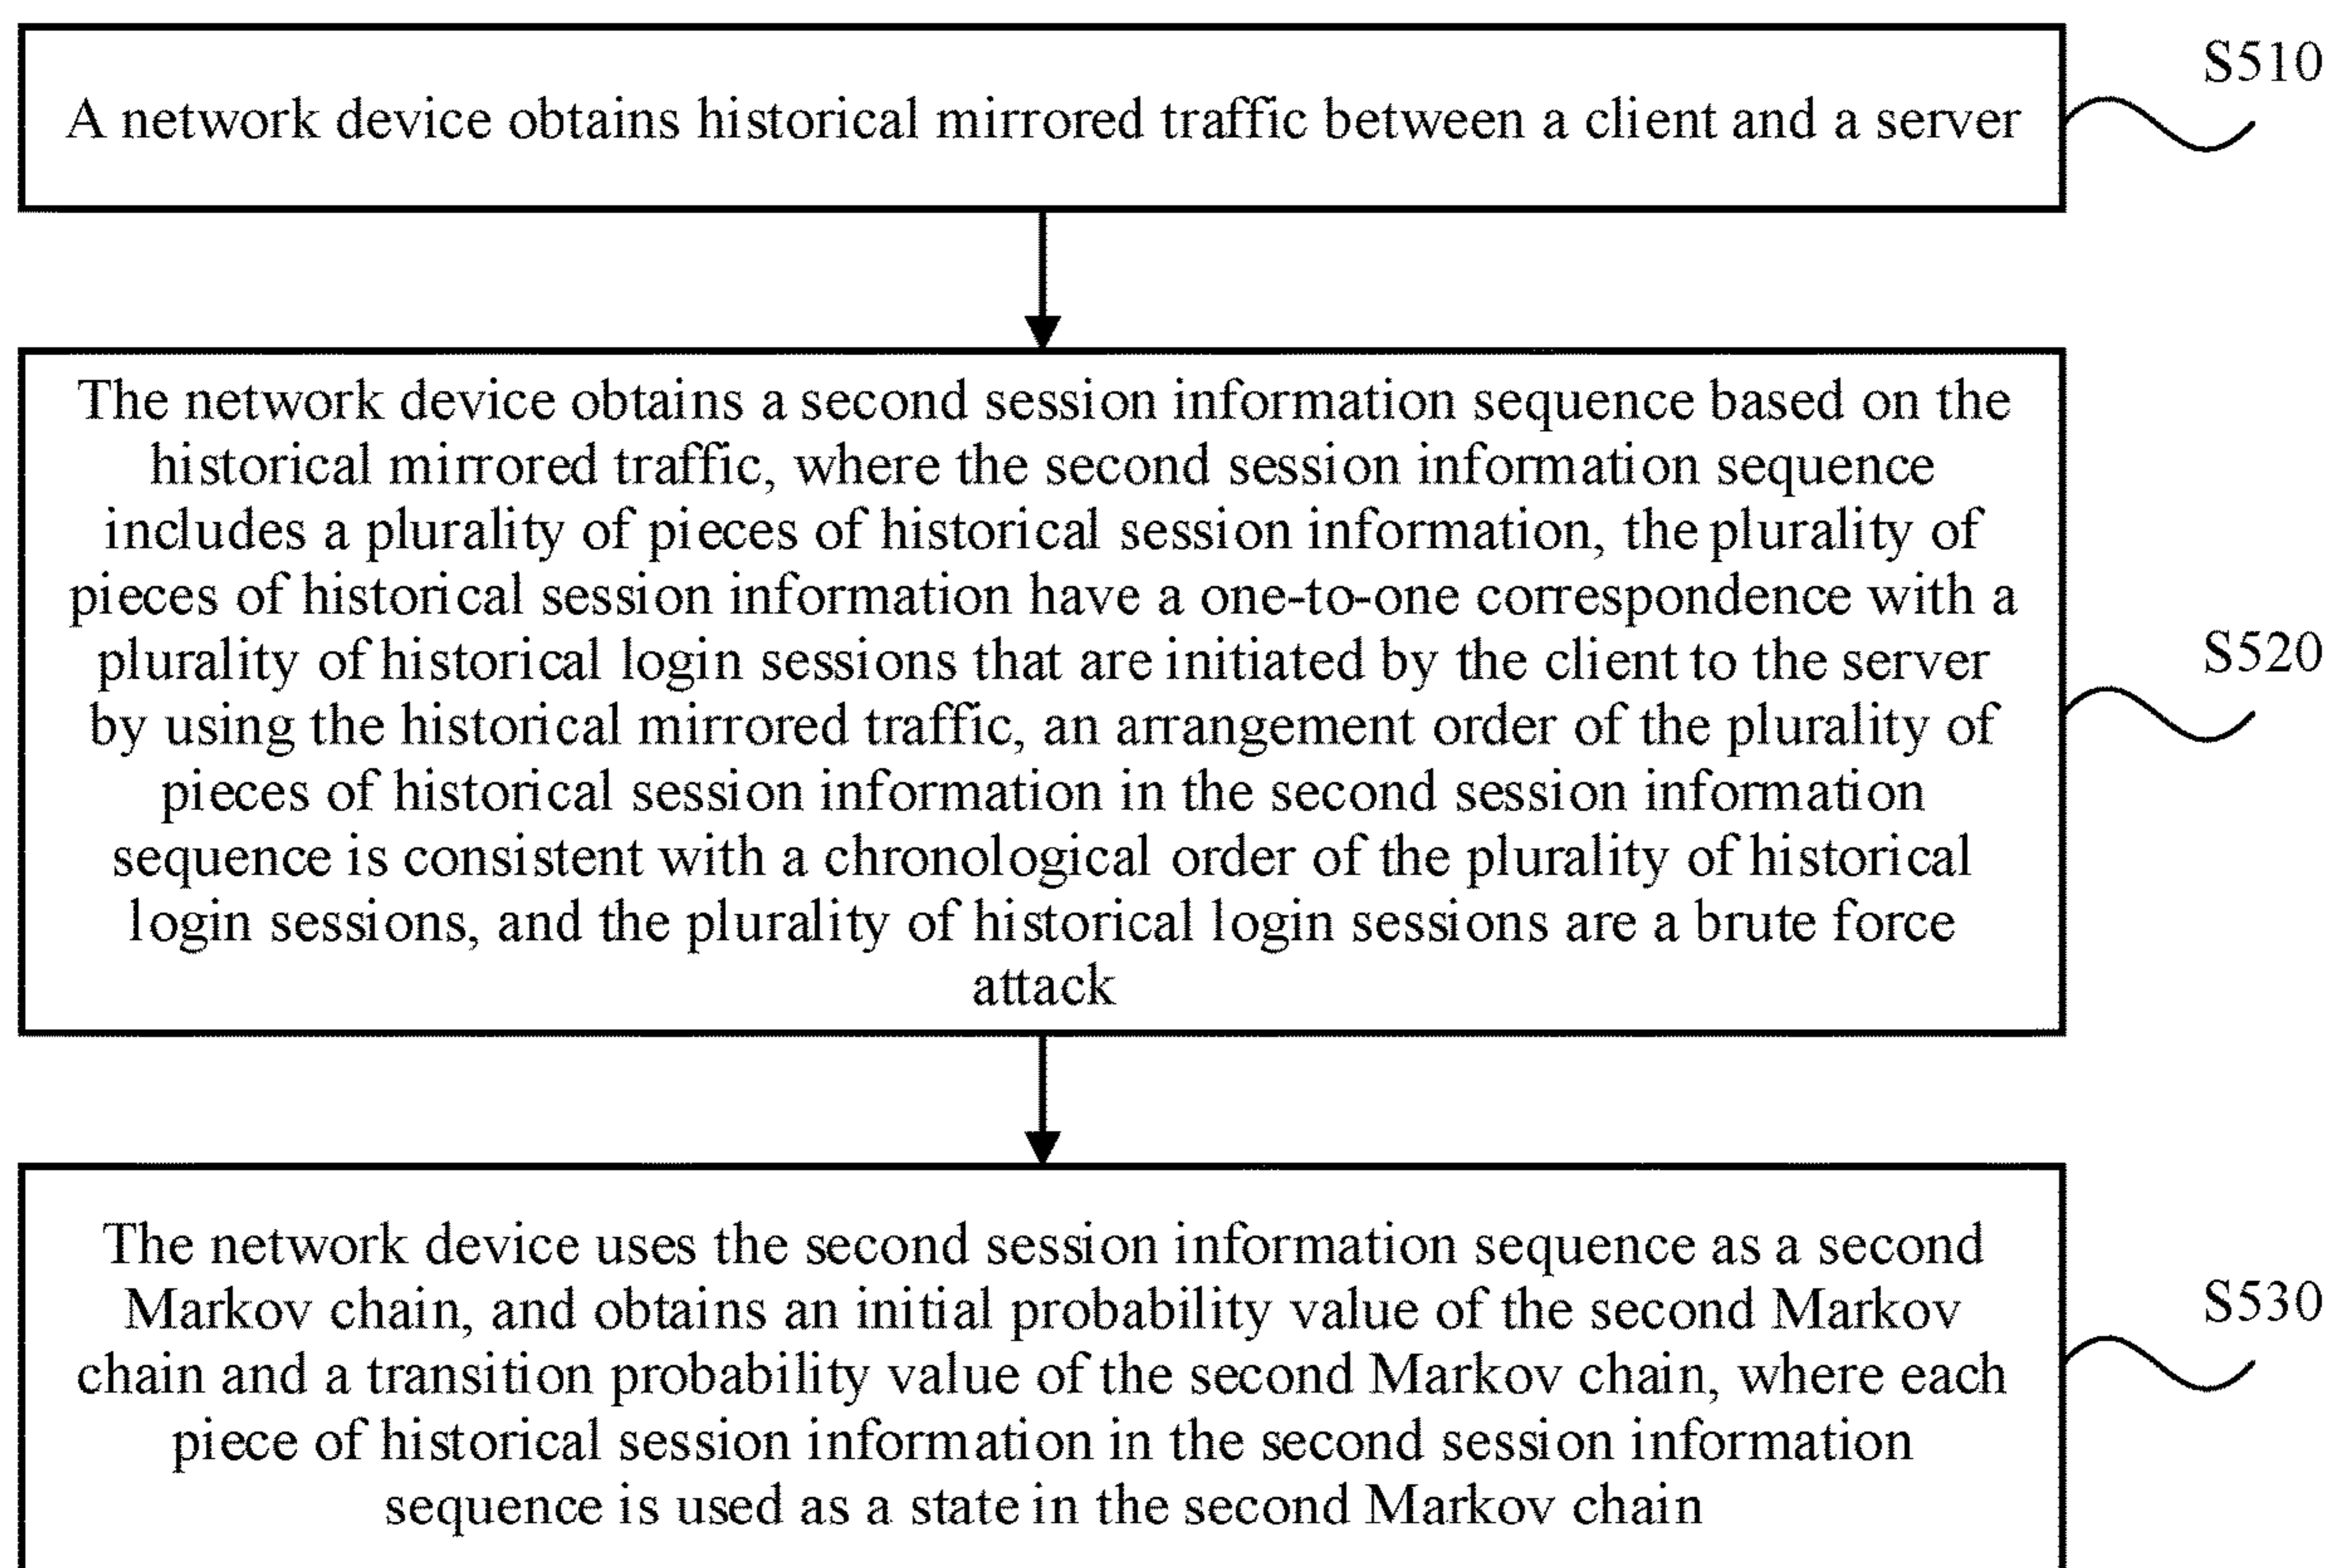 S510
A network device obtains historical mirrored traffic between a client and a server
The network device obtains a second session information sequence based on the
historical mirrored traffic, where the second session information sequence
includes a plurality of pieces of historical session information, the plurality of
pieces of historical session information have a one-to-one correspondence with a
plurality of historical login sessions that are initiated by the client to the server
by using the historical mirrored traffic, an arrangement order of the plurality of
pieces of historical session information in the second session information
sequence is consistent with a chronological order of the plurality of historical
login sessions, and the plurality of historical login sessions are a brute force
attack
S520
The network device uses the second session information sequence as a second
Markov chain, and obtains an initial probability value of the second Markov
chain and a transition probability value of the second Markov chain, where each
piece of historical session information in the second session information
sequence is used as a state in the second Markov chain
S530